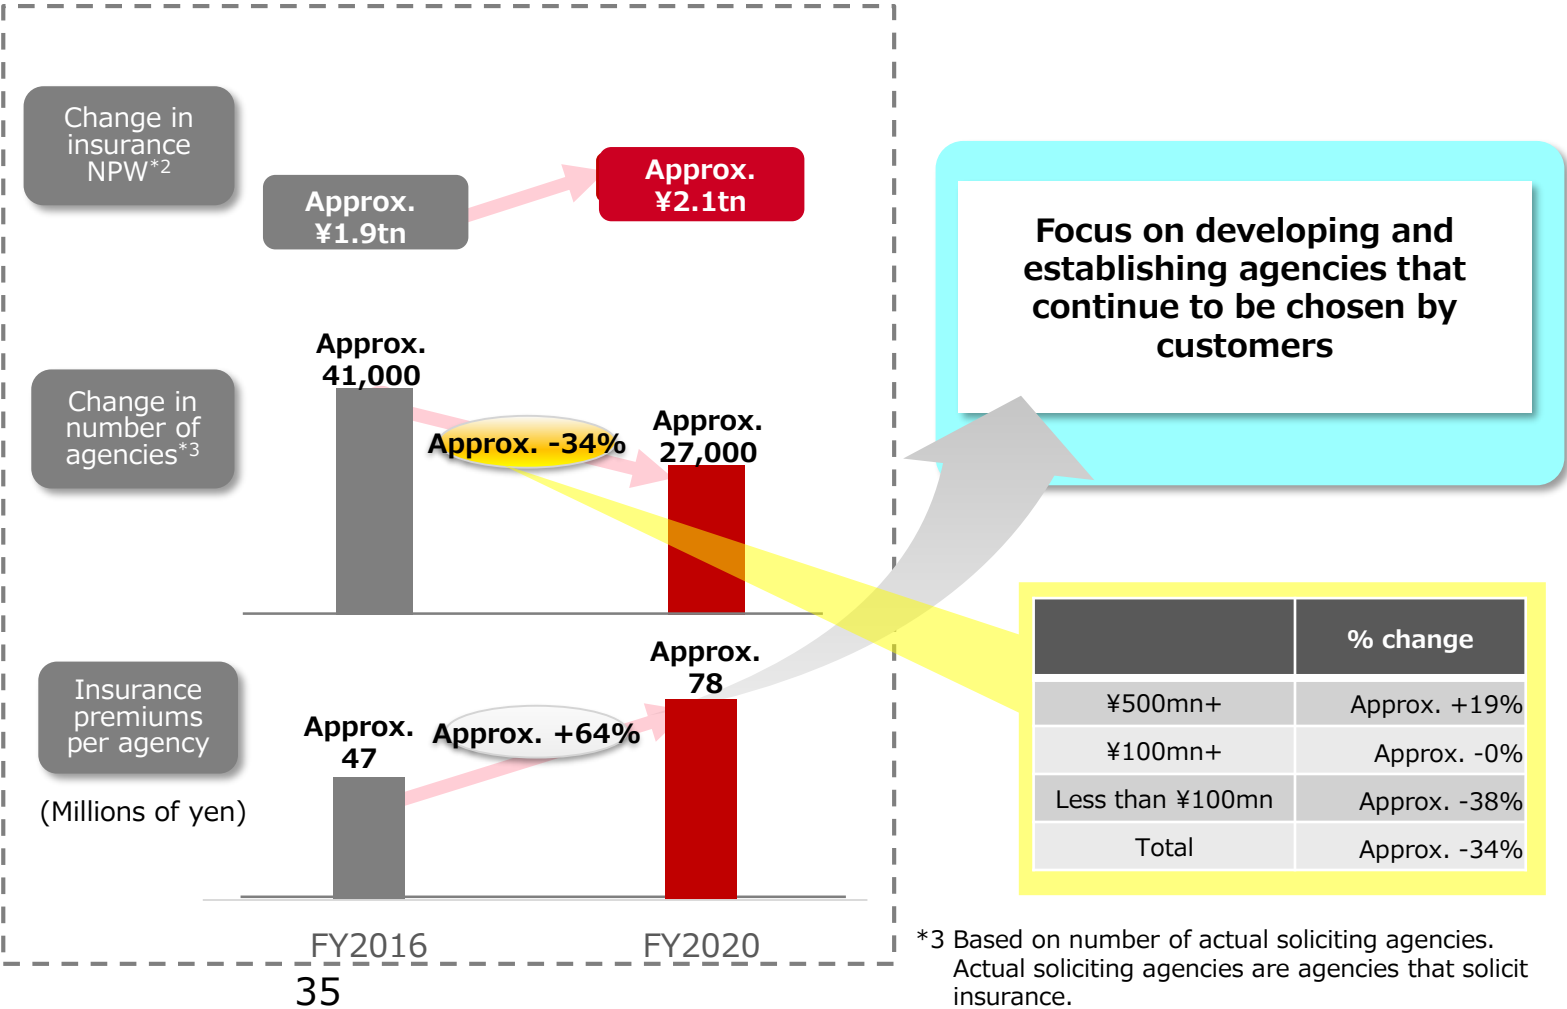 Change in
insurance
NPW*2
Approx.
¥1.9tn
Approx.
¥2.1tn
Focus on developing and
establishing agencies that
continue to be chosen by
customers
Change in
number of
agencies*3
Approx.
41,000
Approx. -34%
Approx.
27,000
Insurance
premiums
per agency
(Millions of yen)
Approx.
47
Approx. +64%
Approx.
78
FY2016
FY2020
% change
¥500mn+ Approx. +19%
¥100mn+ Approx. -0%
Less than ¥100mn Approx. -38%
Total Approx. -34%
*3 Based on number of actual soliciting agencies.
Actual soliciting agencies are agencies that solicit
insurance.
35